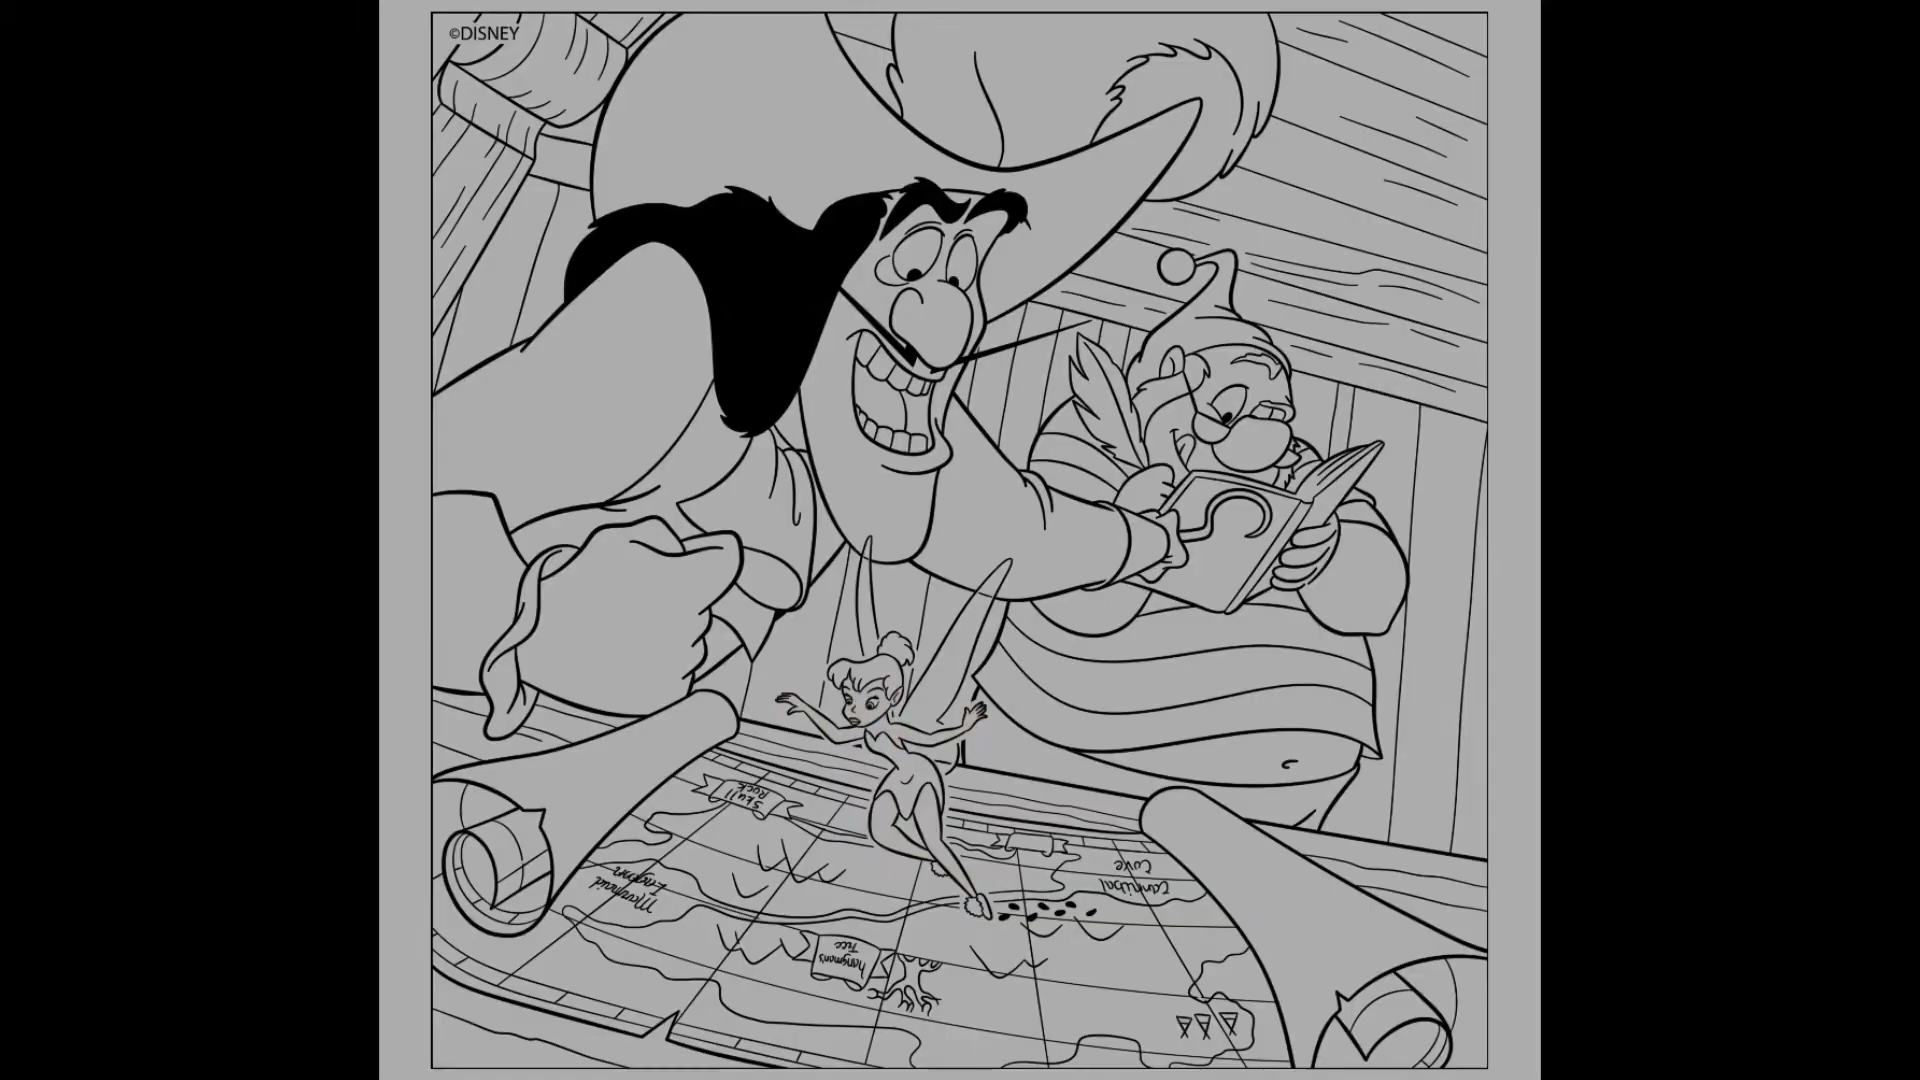 ©DISNEY
Skull
Rock
Mermaid
Lagoon
Cannibal
Cove
hangman's
Tree